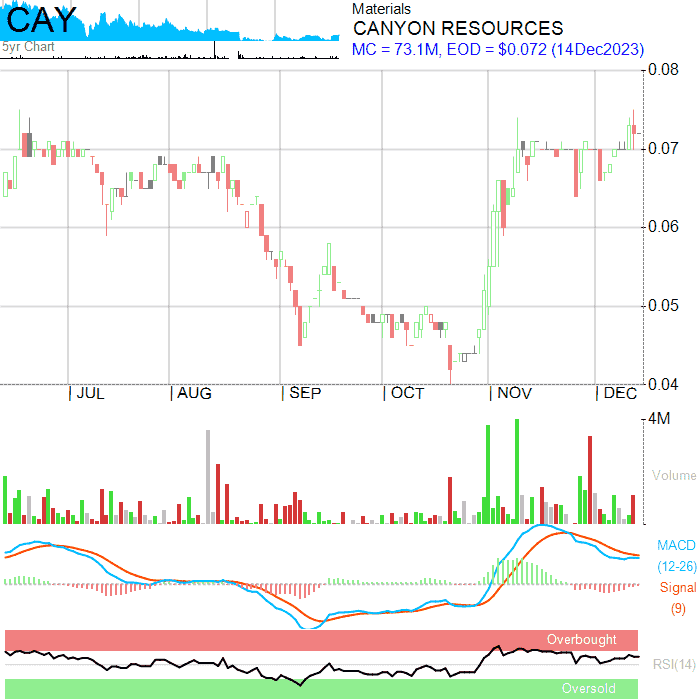 CAY
5yr Chart
Materials
CANYON RESOURCES
MC = 73.1M, EOD = $0.072 (14Dec2023)
0.08
0.07
0.06
0.05
0.04
JUL AUG SEP OCT NOV DEC
4M
Volume
MACD
(12-26)
Signal
(9)
Overbought
RSI(14)
Oversold